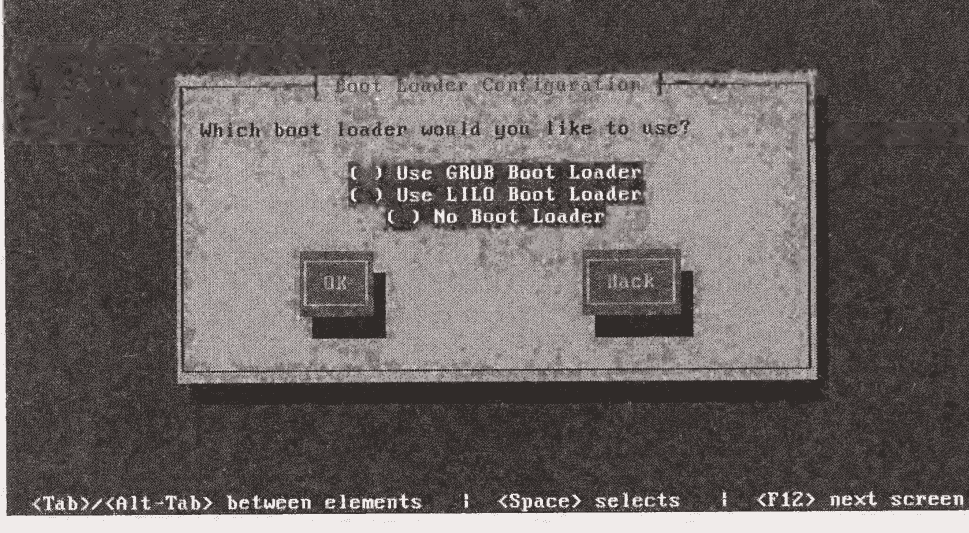 Boot Loader Configuration
Which boot loader would you like to use?
( ) Use GRUB Boot Loader
( ) Use LILO Boot Loader
( ) No Boot Loader
OK
Back
<Tab>/<Alt-Tab> between elements | <Space> selects | <F12> next screen